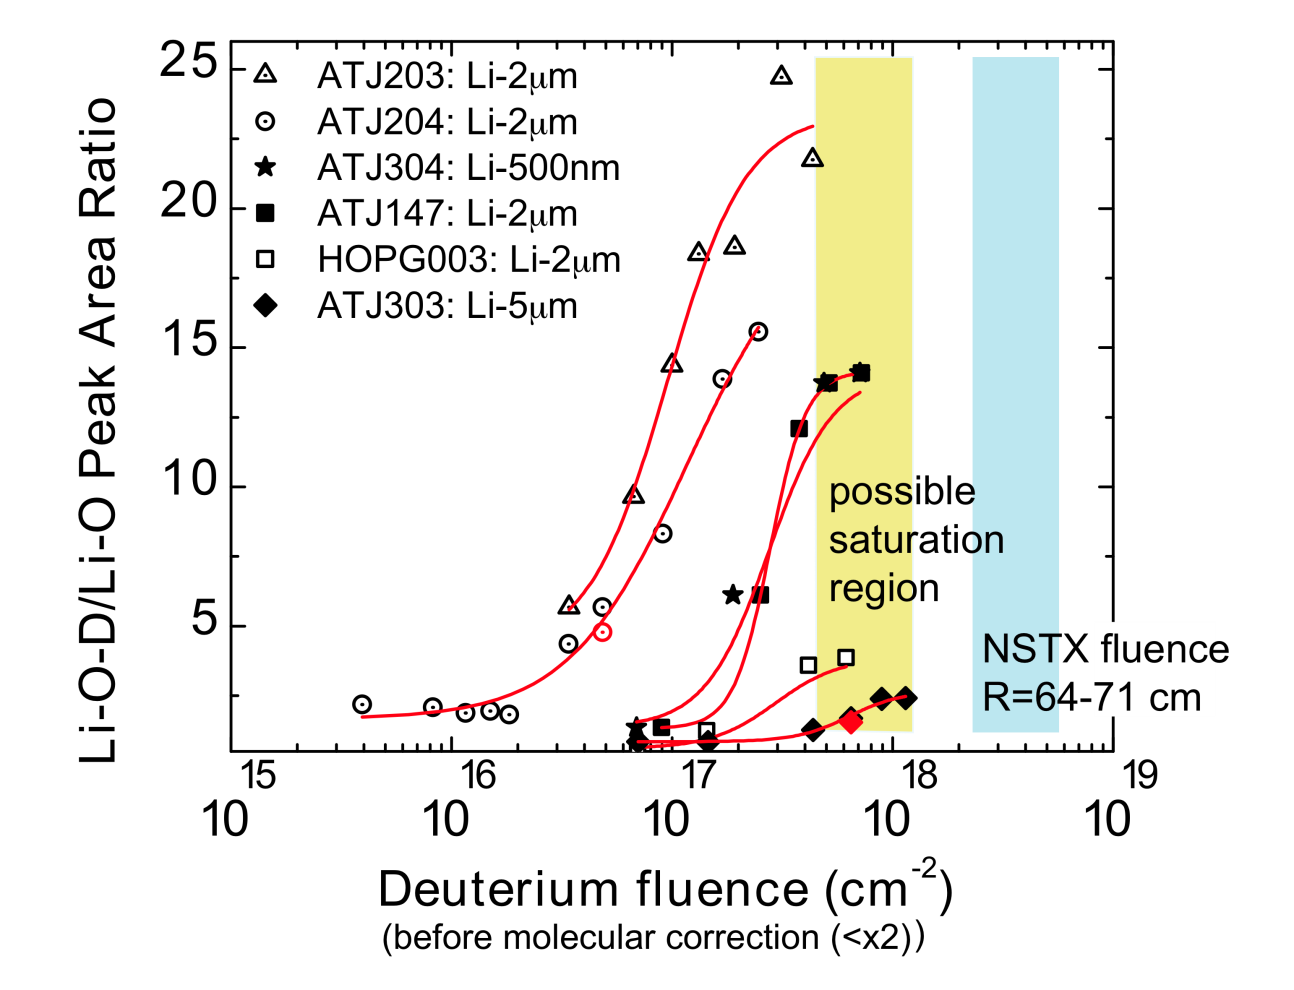 25
20
15
10
5
Li-O-D/Li-O Peak Area Ratio
ATJ203: Li-2μm
ATJ204: Li-2μm
ATJ304: Li-500nm
ATJ147: Li-2μm
HOPG003: Li-2μm
ATJ303: Li-5μm
possible
saturation
region
NSTX fluence
R=64-71 cm
10^15 10^16 10^17 10^18 10^19
Deuterium fluence (cm^-2)
(before molecular correction (<x2))